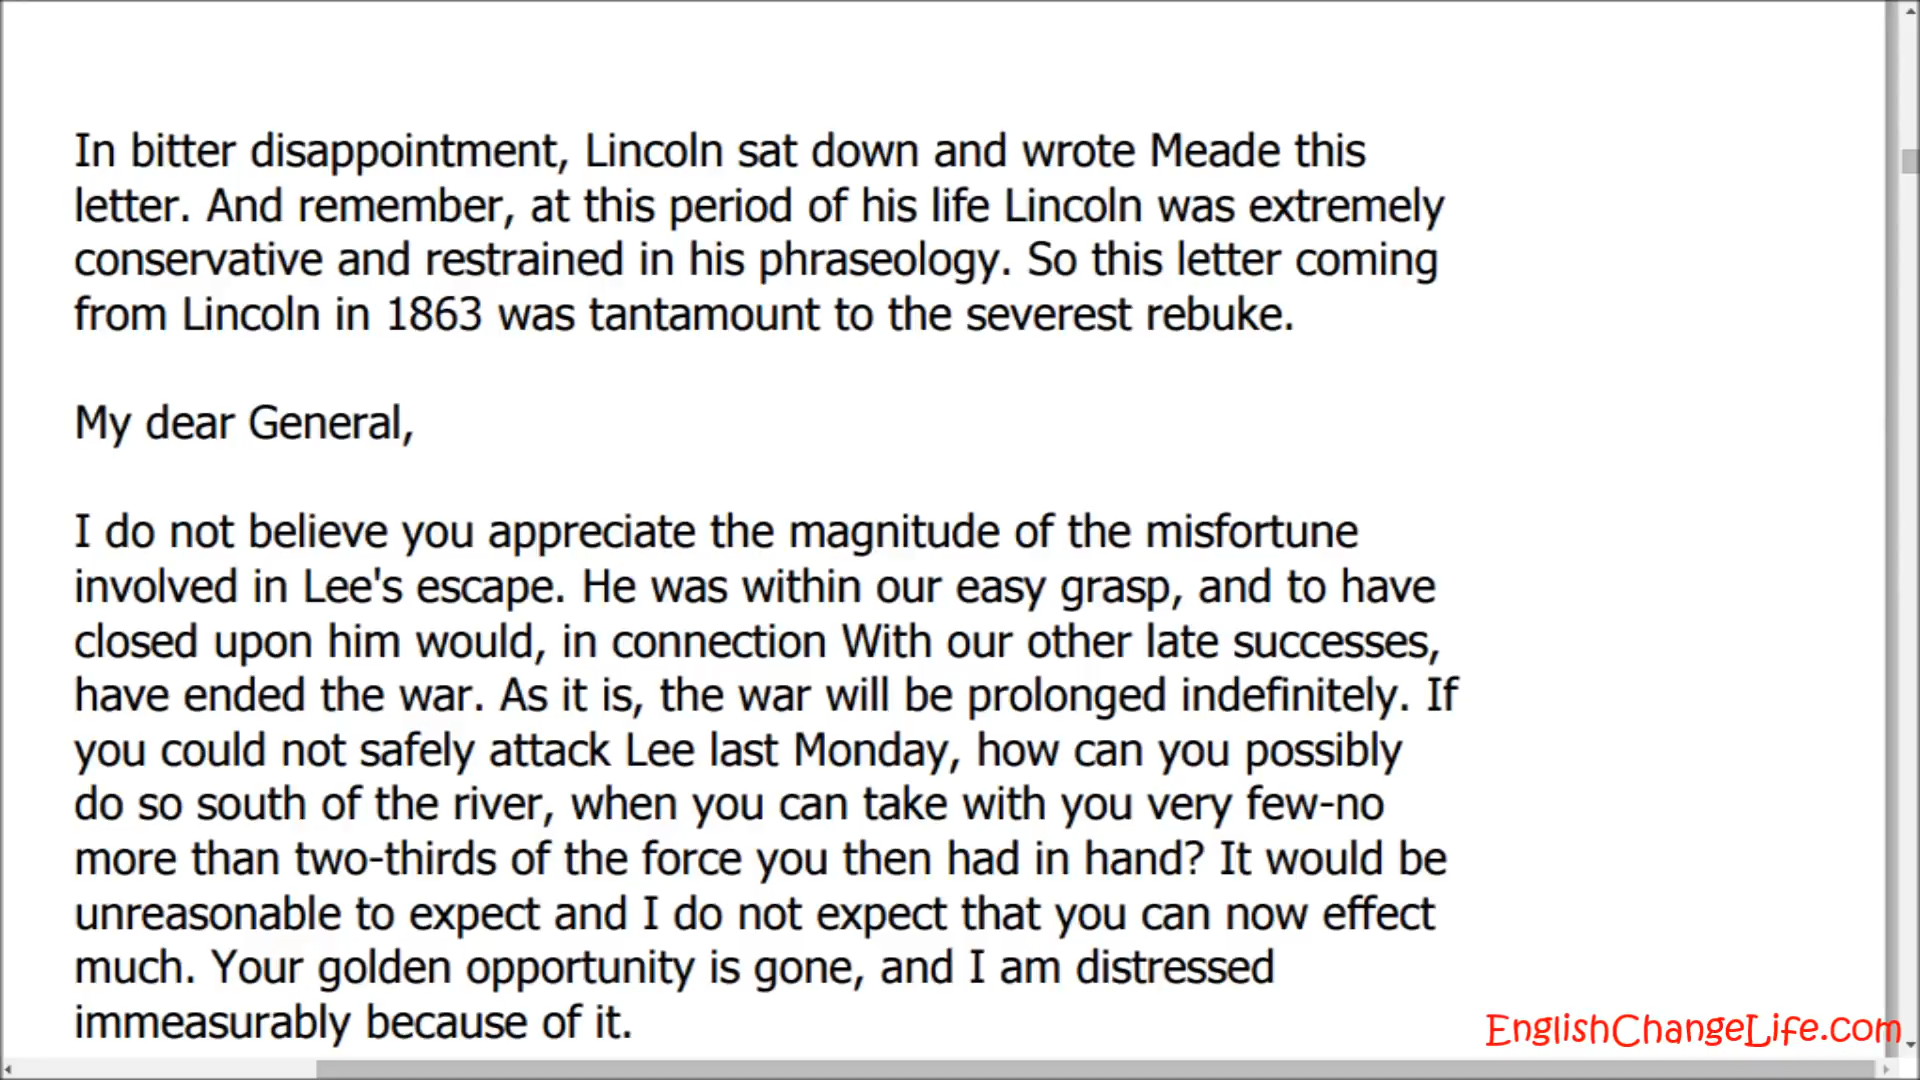 In bitter disappointment, Lincoln sat down and wrote Meade this
letter. And remember, at this period of his life Lincoln was extremely
conservative and restrained in his phraseology. So this letter coming
from Lincoln in 1863 was tantamount to the severest rebuke.
My dear General,
I do not believe you appreciate the magnitude of the misfortune
involved in Lee's escape. He was within our easy grasp, and to have
closed upon him would, in connection With our other late successes,
have ended the war. As it is, the war will be prolonged indefinitely. If
you could not safely attack Lee last Monday, how can you possibly
do so south of the river, when you can take with you very few-no
more than two-thirds of the force you then had in hand? It would be
unreasonable to expect and I do not expect that you can now effect
much. Your golden opportunity is gone, and I am distressed
immeasurably because of it.
EnglishChangeLife.com